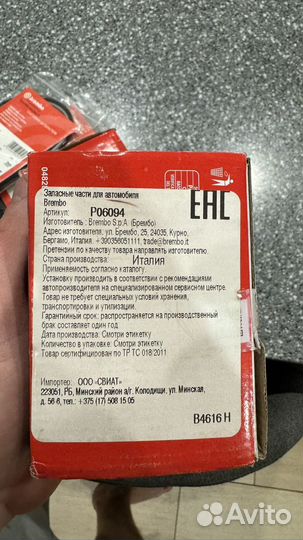 brembo
0482
Запасные части для автомобиля
Brembo
EAC
Артикул: P06094
Изготовитель: Brembo S.p.A (Брембо)
Адрес изготовителя: ул. Брембо, 25, 24035, Курно,
Бергамо, Италия. +390356051111, trade@brembo.it
Претензии по качеству товара направлять изготовителю.
Страна производства: Италия
Применяемость согласно каталогу.
Установку производить в соответствии с рекомендациями
автопроизводителя на специализированном сервисном центре.
Товар не требует специальных условия хранения,
транспортировки и утилизации.
Гарантийный срок: распространяется на производственный
брак составляет один год
Дата производства: Смотри этикетку
Количество в упаковке: Смотри этикетку
Товар сертифицирован по ТР ТС 018/2011
Импортер: ООО «СВИАТ»
223051, РБ, Минский район а/г. Колодищи, ул. Минская,
д. 56 б, тел.: +375 (17) 508 15 05
B4616 H
Avito